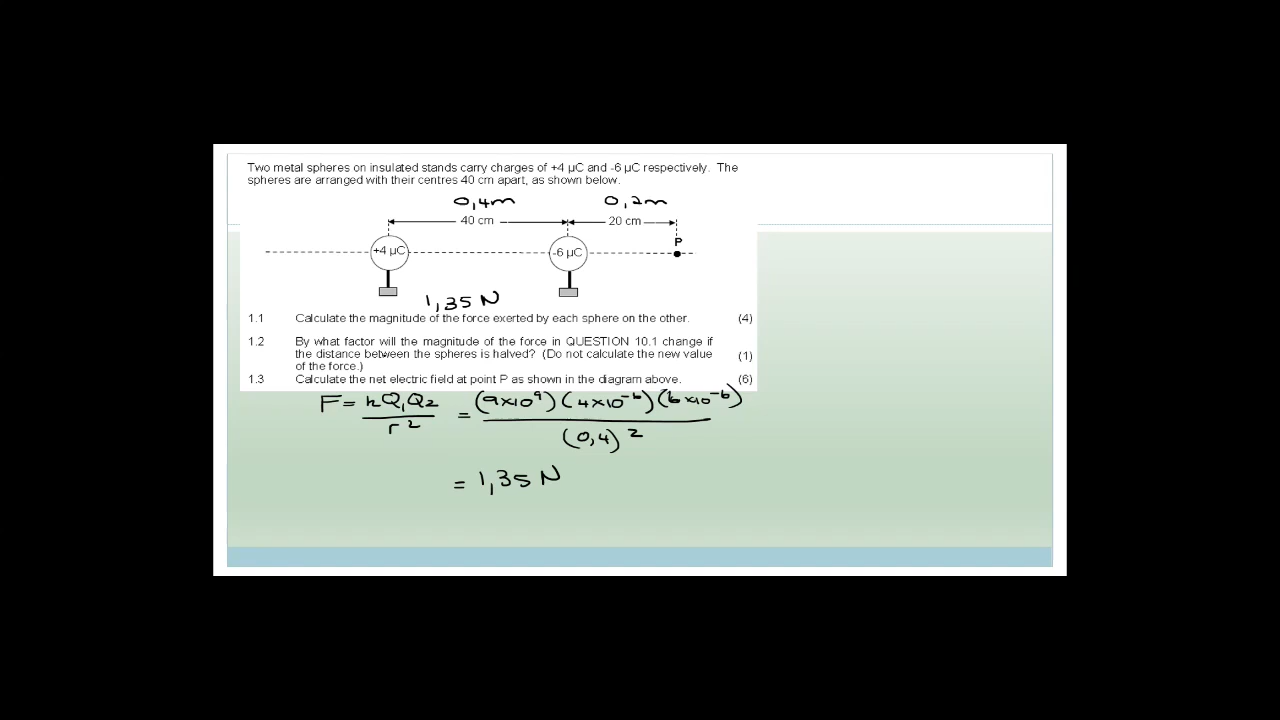 Two metal spheres on insulated stands carry charges of +4 µC and -6 µC respectively. The
spheres are arranged with their centres 40 cm apart, as shown below.
0,4m 0,2m
40 cm 20 cm
P
+4 µC -6 µC
1,35 N
1.1 Calculate the magnitude of the force exerted by each sphere on the other. (4)
1.2 By what factor will the magnitude of the force in QUESTION 10.1 change if
the distance between the spheres is halved? (Do not calculate the new value (1)
of the force.)
1.3 Calculate the net electric field at point P as shown in the diagram above. (6)
F = kQ₁Q₂ / r² = (9×10⁹)(4×10⁻⁶)(6×10⁻⁶) / (0,4)²
= 1,35 N